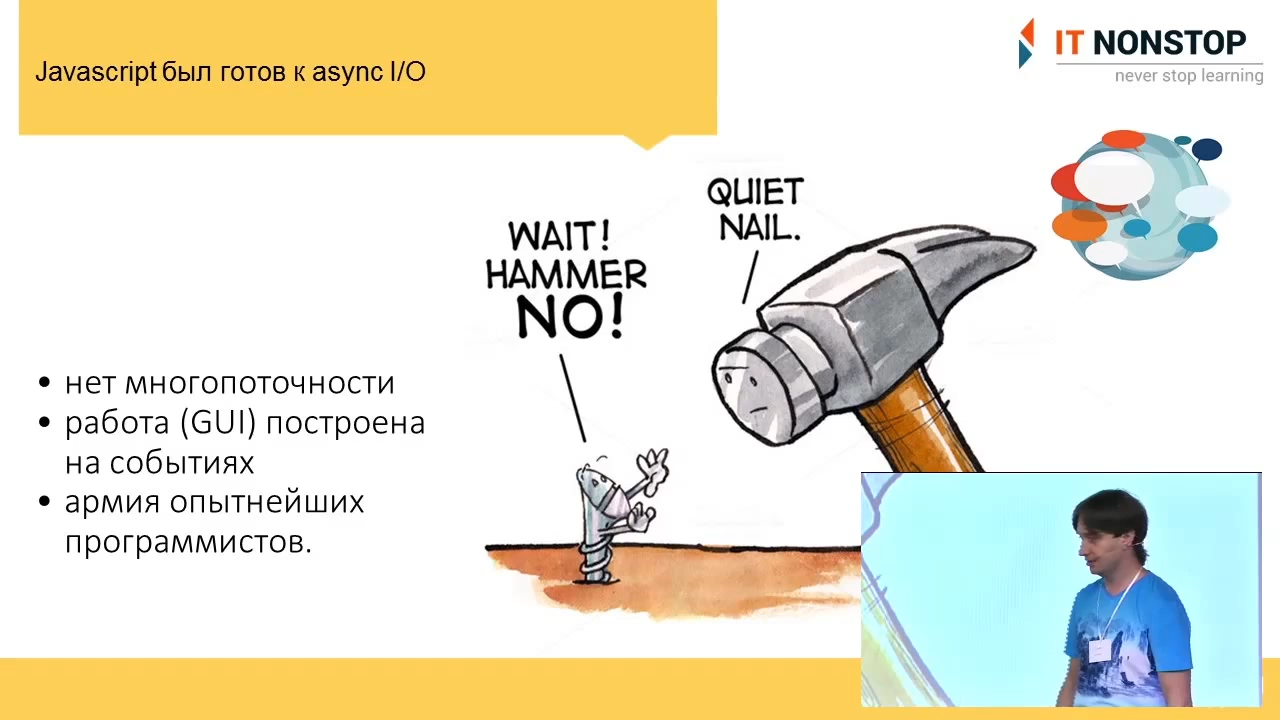 Javascript был готов к async I/O
IT NONSTOP
never stop learning
QUIET
NAIL.
WAIT!
HAMMER
NO!
• нет многопоточности
• работа (GUI) построена
на событиях
• армия опытнейших
программистов.